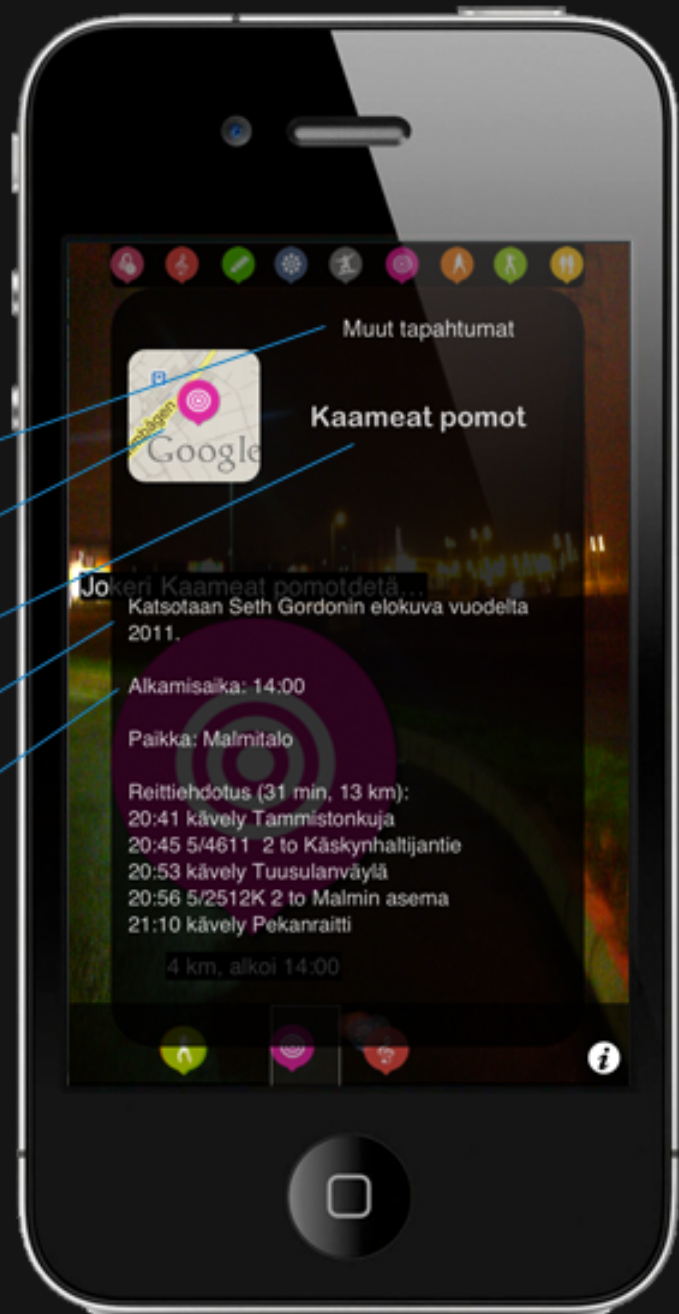 Muut tapahtumat
Kaameat pomot
Google
Jokeri Kaameat pomotdetä...
Katsotaan Seth Gordonin elokuva vuodelta
2011.
Alkamisaika: 14:00
Paikka: Malmitalo
Reittiehdotus (31 min, 13 km):
20:41 kävely Tammistonkuja
20:45 5/4611 2 to Käskynhaltijantie
20:53 kävely Tuusulanväylä
20:56 5/2512K 2 to Malmin asema
21:10 kävely Pekanraitti
4 km, alkoi 14:00
i